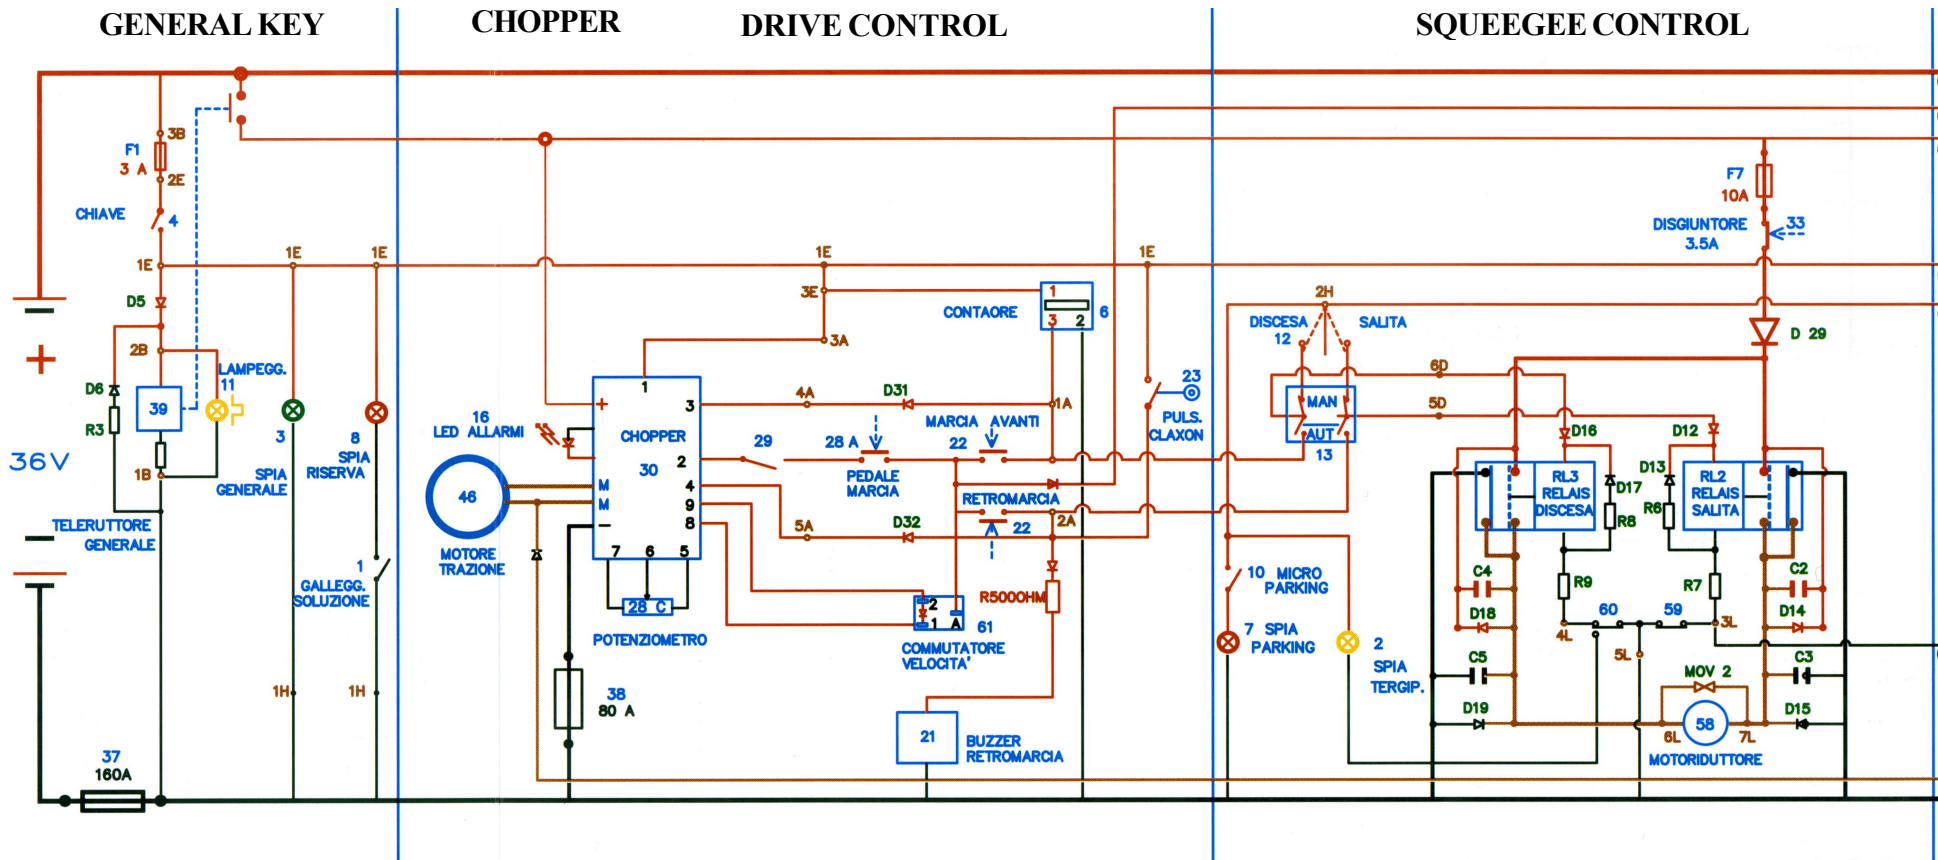 GENERAL KEY
CHOPPER
DRIVE CONTROL
SQUEEGEE CONTROL
3B
F1
3 A
2E
CHIAVE
4
1E
1E
1E
D5
2B
LAMPEGG.
11
D6
39
R3
1B
36V
TELERUTTORE
GENERALE
3
SPIA
GENERALE
8
SPIA
RISERVA
1
GALLEGG.
SOLUZIONE
1H
1H
37
160A
1E
3E
3A
1E
CONTAORE
1
3
2
6
16
LED ALLARMI
46
MOTORE
TRAZIONE
1
+
3
CHOPPER
30
2
M
4
M
9
8
7
6
5
28 C
POTENZIOMETRO
38
80 A
4A
D31
1A
29
28 A
PEDALE
MARCIA
MARCIA AVANTI
22
RETROMARCIA
22
2A
5A
D32
R500OHM
2
1
A
61
COMMUTATORE
VELOCITA'
21
BUZZER
RETROMARCIA
23
PULS.
CLAXON
2H
DISCESA
12
SALITA
MAN
AUT
13
6D
5D
10
MICRO
PARKING
7 SPIA
PARKING
2
SPIA
TERGIP.
F7
10A
DISGIUNTORE
3.5A
33
D 29
D16
D12
RL3
RELAIS
DISCESA
D17
R8
D13
R6
RL2
RELAIS
SALITA
C4
D18
R9
60
59
R7
C2
D14
4L
3L
5L
C5
MOV 2
C3
D19
58
D15
6L
7L
MOTORIDUTTORE